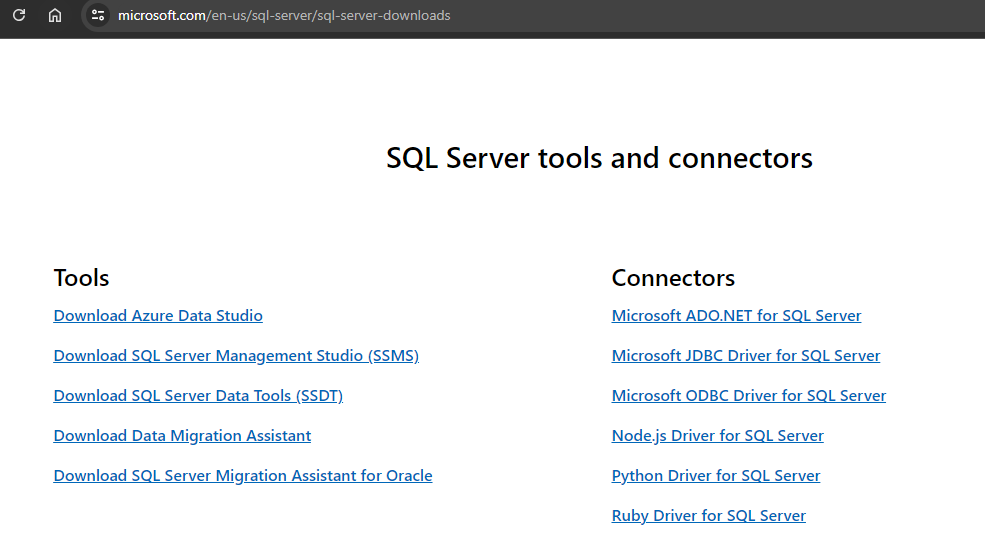 microsoft.com/en-us/sql-server/sql-server-downloads
SQL Server tools and connectors
Tools
Download Azure Data Studio
Download SQL Server Management Studio (SSMS)
Download SQL Server Data Tools (SSDT)
Download Data Migration Assistant
Download SQL Server Migration Assistant for Oracle
Connectors
Microsoft ADO.NET for SQL Server
Microsoft JDBC Driver for SQL Server
Microsoft ODBC Driver for SQL Server
Node.js Driver for SQL Server
Python Driver for SQL Server
Ruby Driver for SQL Server